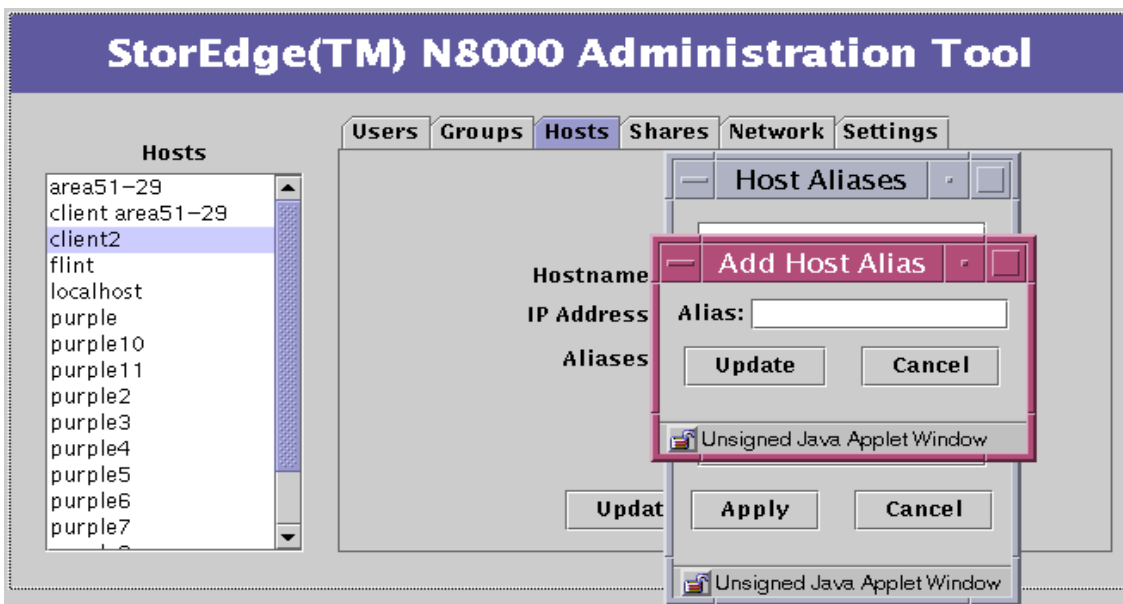 StorEdge(TM) N8000 Administration Tool
Users Groups Hosts Shares Network Settings
Hosts
area51-29
client area51-29
client2
flint
localhost
purple
purple10
purple11
purple2
purple3
purple4
purple5
purple6
purple7
Hostname
IP Address
Aliases
Updat
Host Aliases
Add Host Alias
Alias:
Update Cancel
Unsigned Java Applet Window
Apply Cancel
Unsigned Java Applet Window